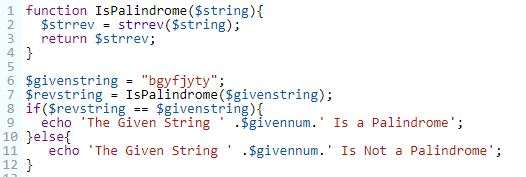 1 function IsPalindrome($string){
2   $strrev = strrev($string);
3   return $strrev;
4 }
5
6 $givenstring = "bgyfjyty";
7 $revstring = IsPalindrome($givenstring);
8 if($revstring == $givenstring){
9   echo 'The Given String ' .$givennum.' Is a Palindrome';
10 }else{
11    echo 'The Given String ' .$givennum.' Is Not a Palindrome';
12 }